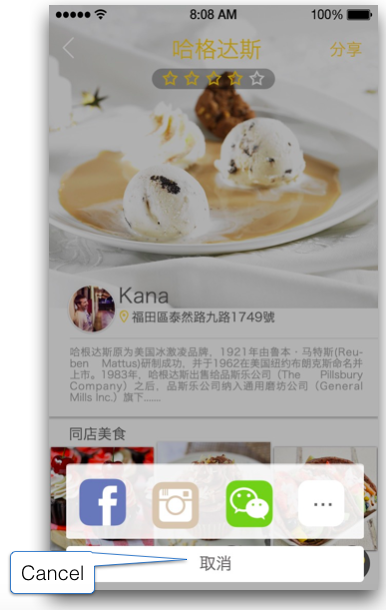 8:08 AM
100%
哈格达斯
分享
Kana
福田區泰然路九路1749號
哈根达斯原为美国冰激凌品牌，1921年由鲁本·马特斯(Reu-
ben Mattus)研制成功，并于1962在美国纽约布朗克斯命名并
上市。1983年，哈根达斯出售给品斯乐公司（The Pillsbury
Company）之后，品斯乐公司纳入通用磨坊公司（General
Mills Inc.）旗下......
同店美食
f
...
取消
Cancel